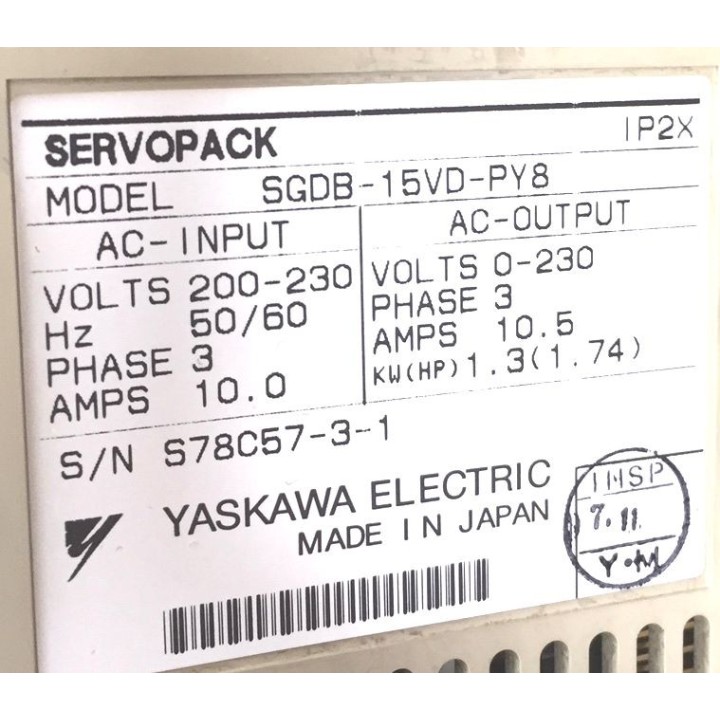 SERVOPACK IP2X
MODEL SGDB-15VD-PY8
AC-INPUT
VOLTS 200-230
Hz 50/60
PHASE 3
AMPS 10.0
AC-OUTPUT
VOLTS 0-230
PHASE 3
AMPS 10.5
KW(HP) 1.3(1.74)
S/N S78C57-3-1
YASKAWA ELECTRIC
MADE IN JAPAN
INSP
7.11.